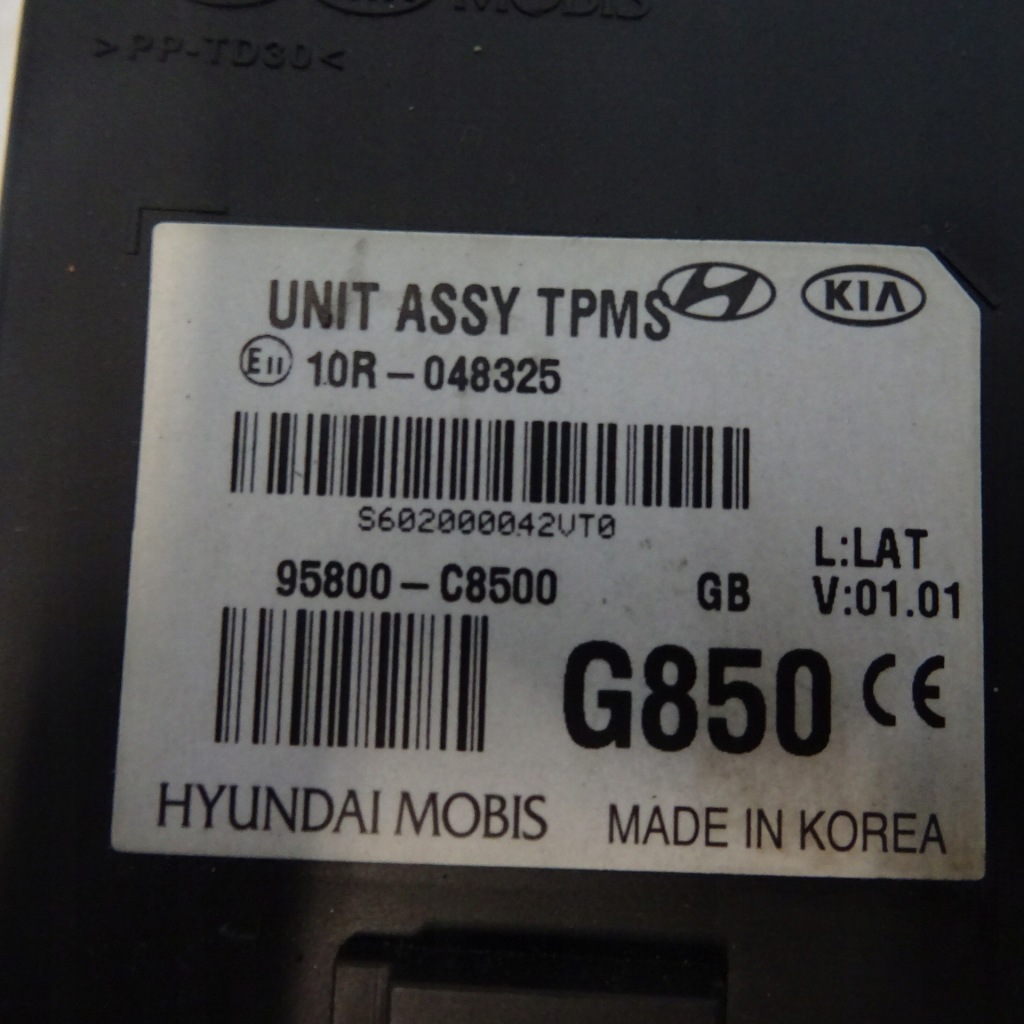 MOBIS
>PP-TD30<
UNIT ASSY TPMS
KIA
E11 10R-048325
S602000042VT0
L:LAT
95800-C8500 GB V:01.01
G850 CE
HYUNDAI MOBIS MADE IN KOREA